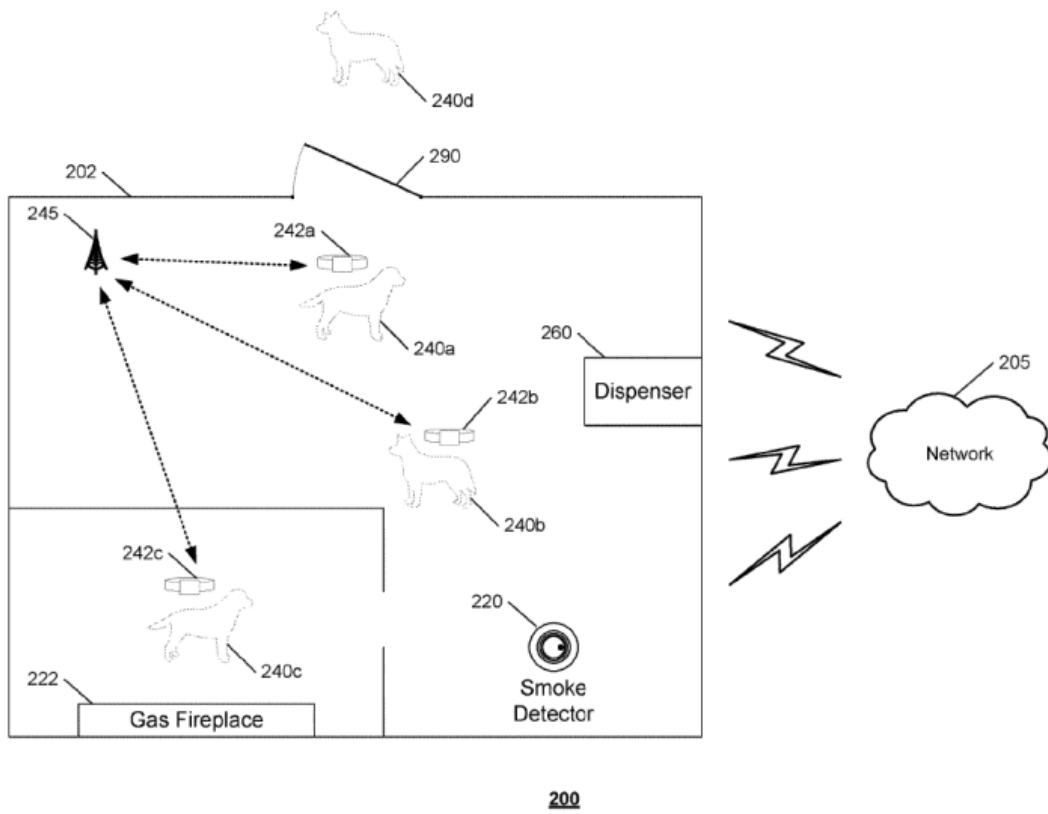 240d
290
202
245
242a
240a
260
Dispenser
205
Network
242b
240b
242c
240c
220
Smoke
Detector
222
Gas Fireplace
200